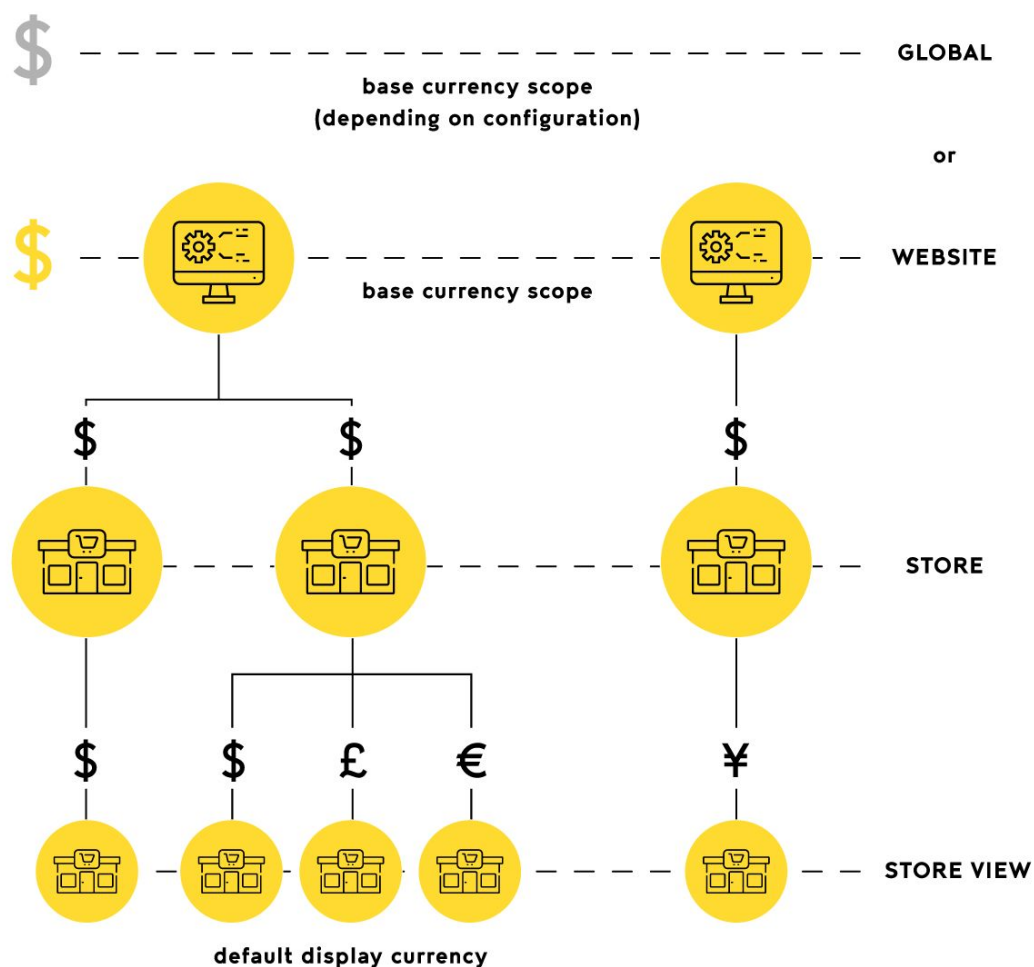 $ GLOBAL
base currency scope
(depending on configuration)
or
$ WEBSITE
base currency scope
$ $ $
STORE
$ $ £ € ¥
STORE VIEW
default display currency